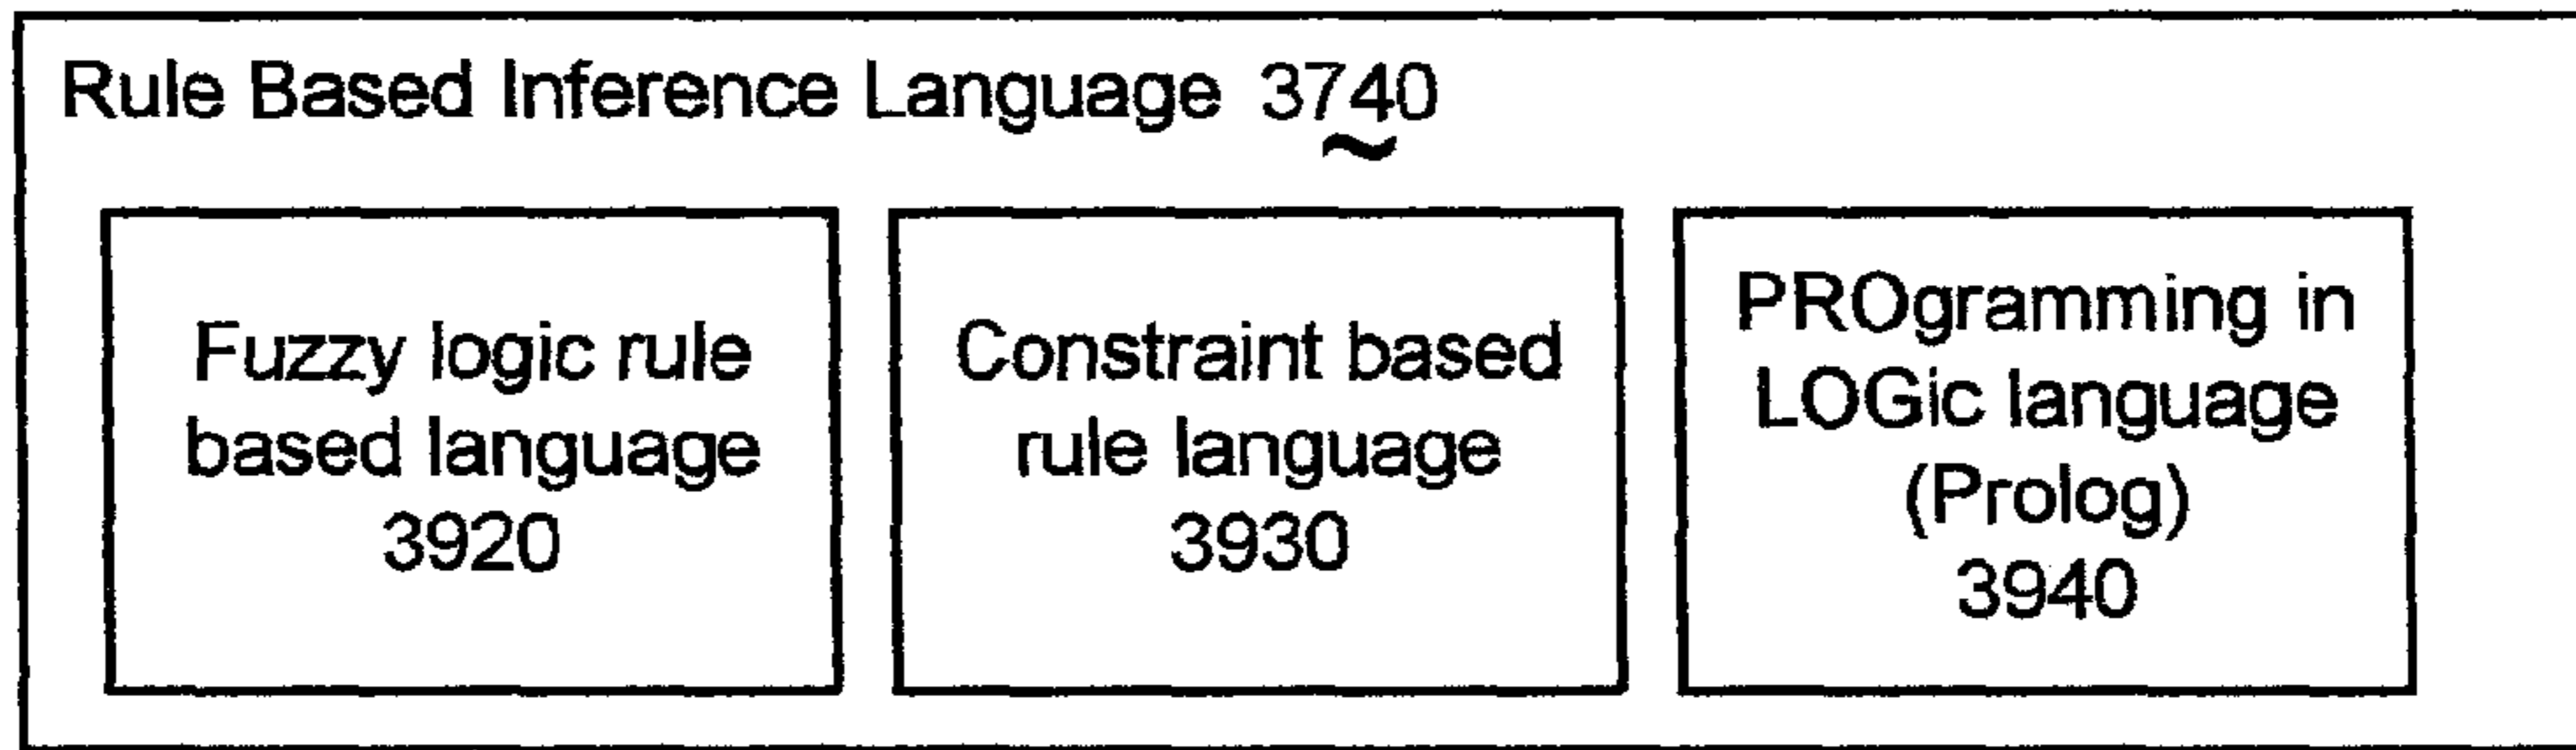 Rule Based Inference Language 3740
Fuzzy logic rule
based language
3920
Constraint based
rule language
3930
PROgramming in
LOGic language
(Prolog)
3940